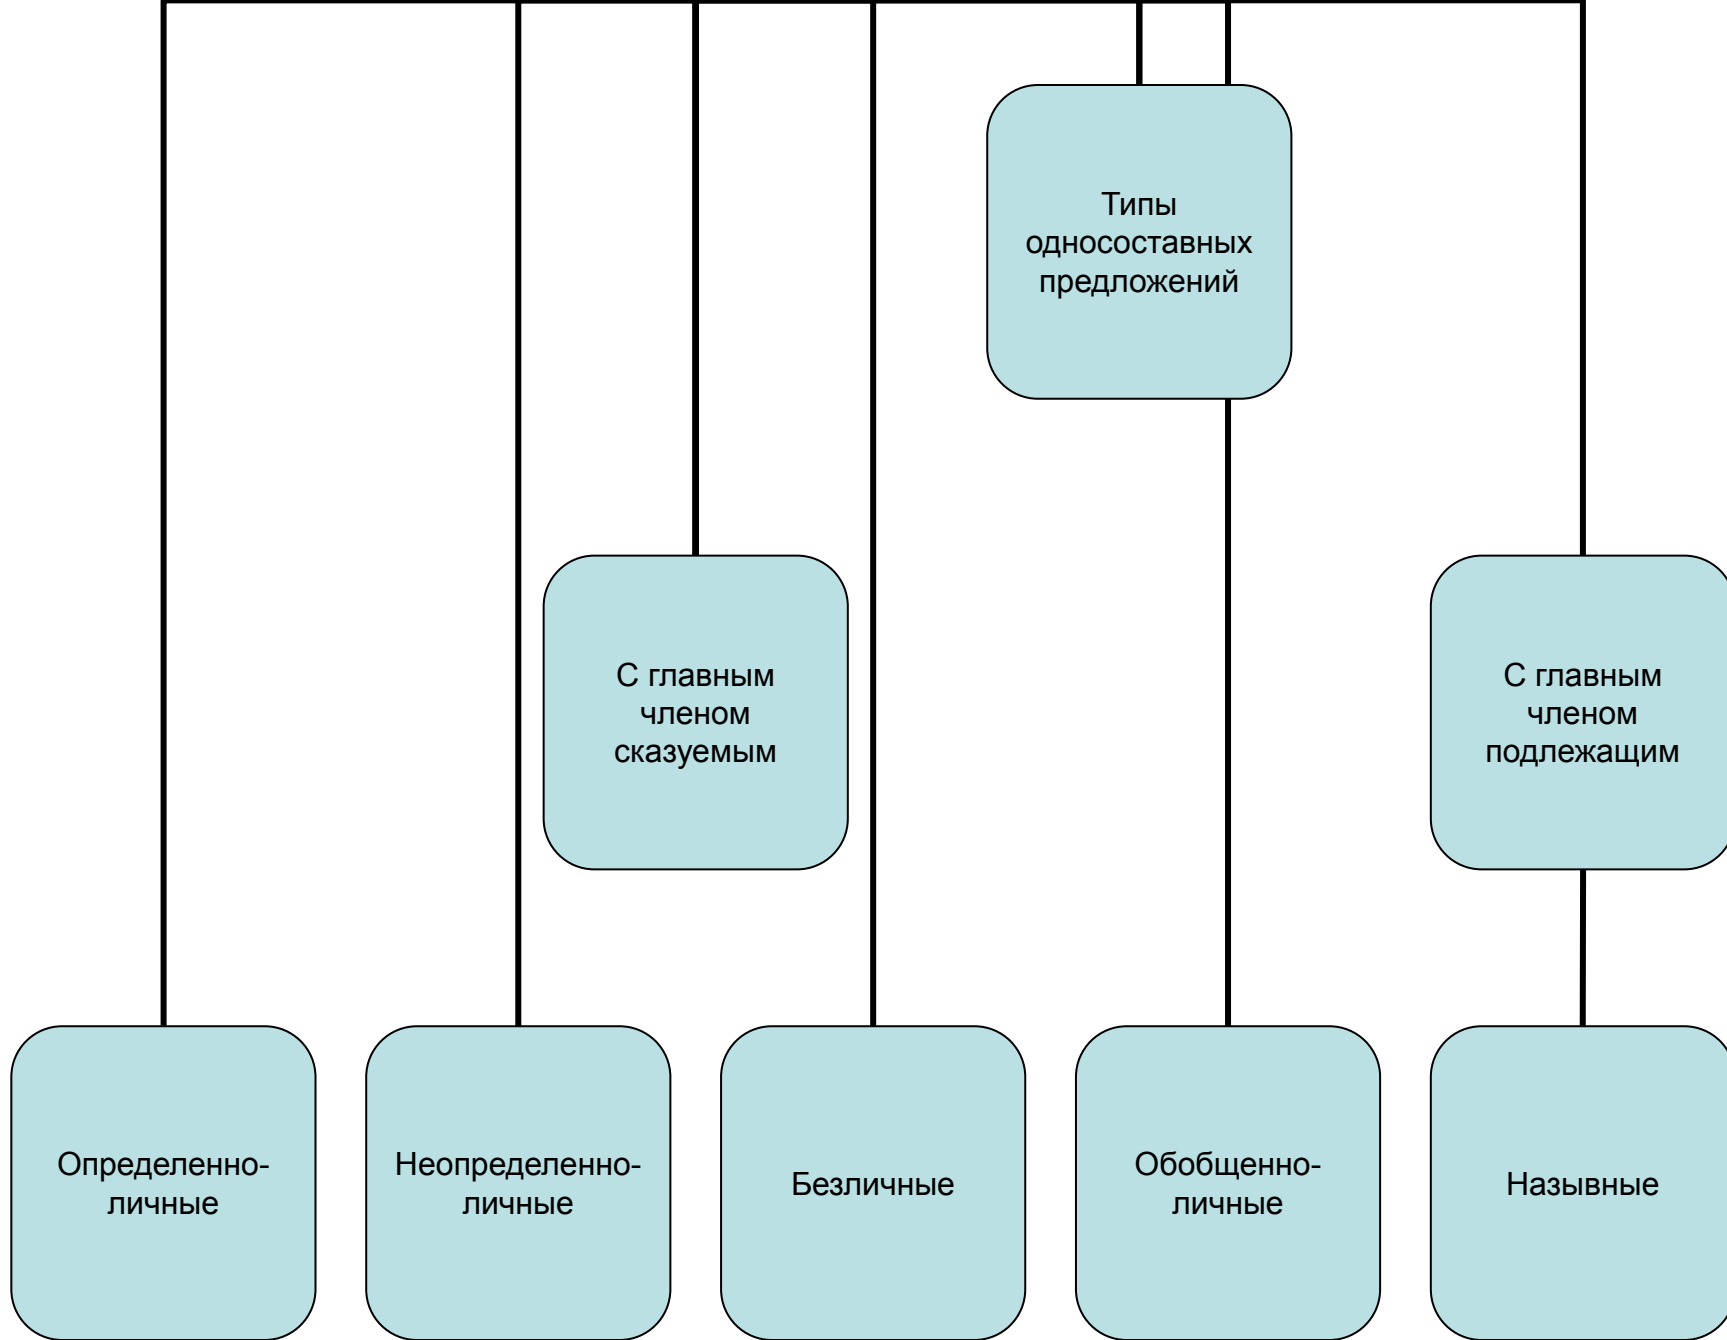 Типы
односоставных
предложений
С главным
членом
сказуемым
С главным
членом
подлежащим
Определенно-
личные
Неопределенно-
личные
Безличные
Обобщенно-
личные
Назывные